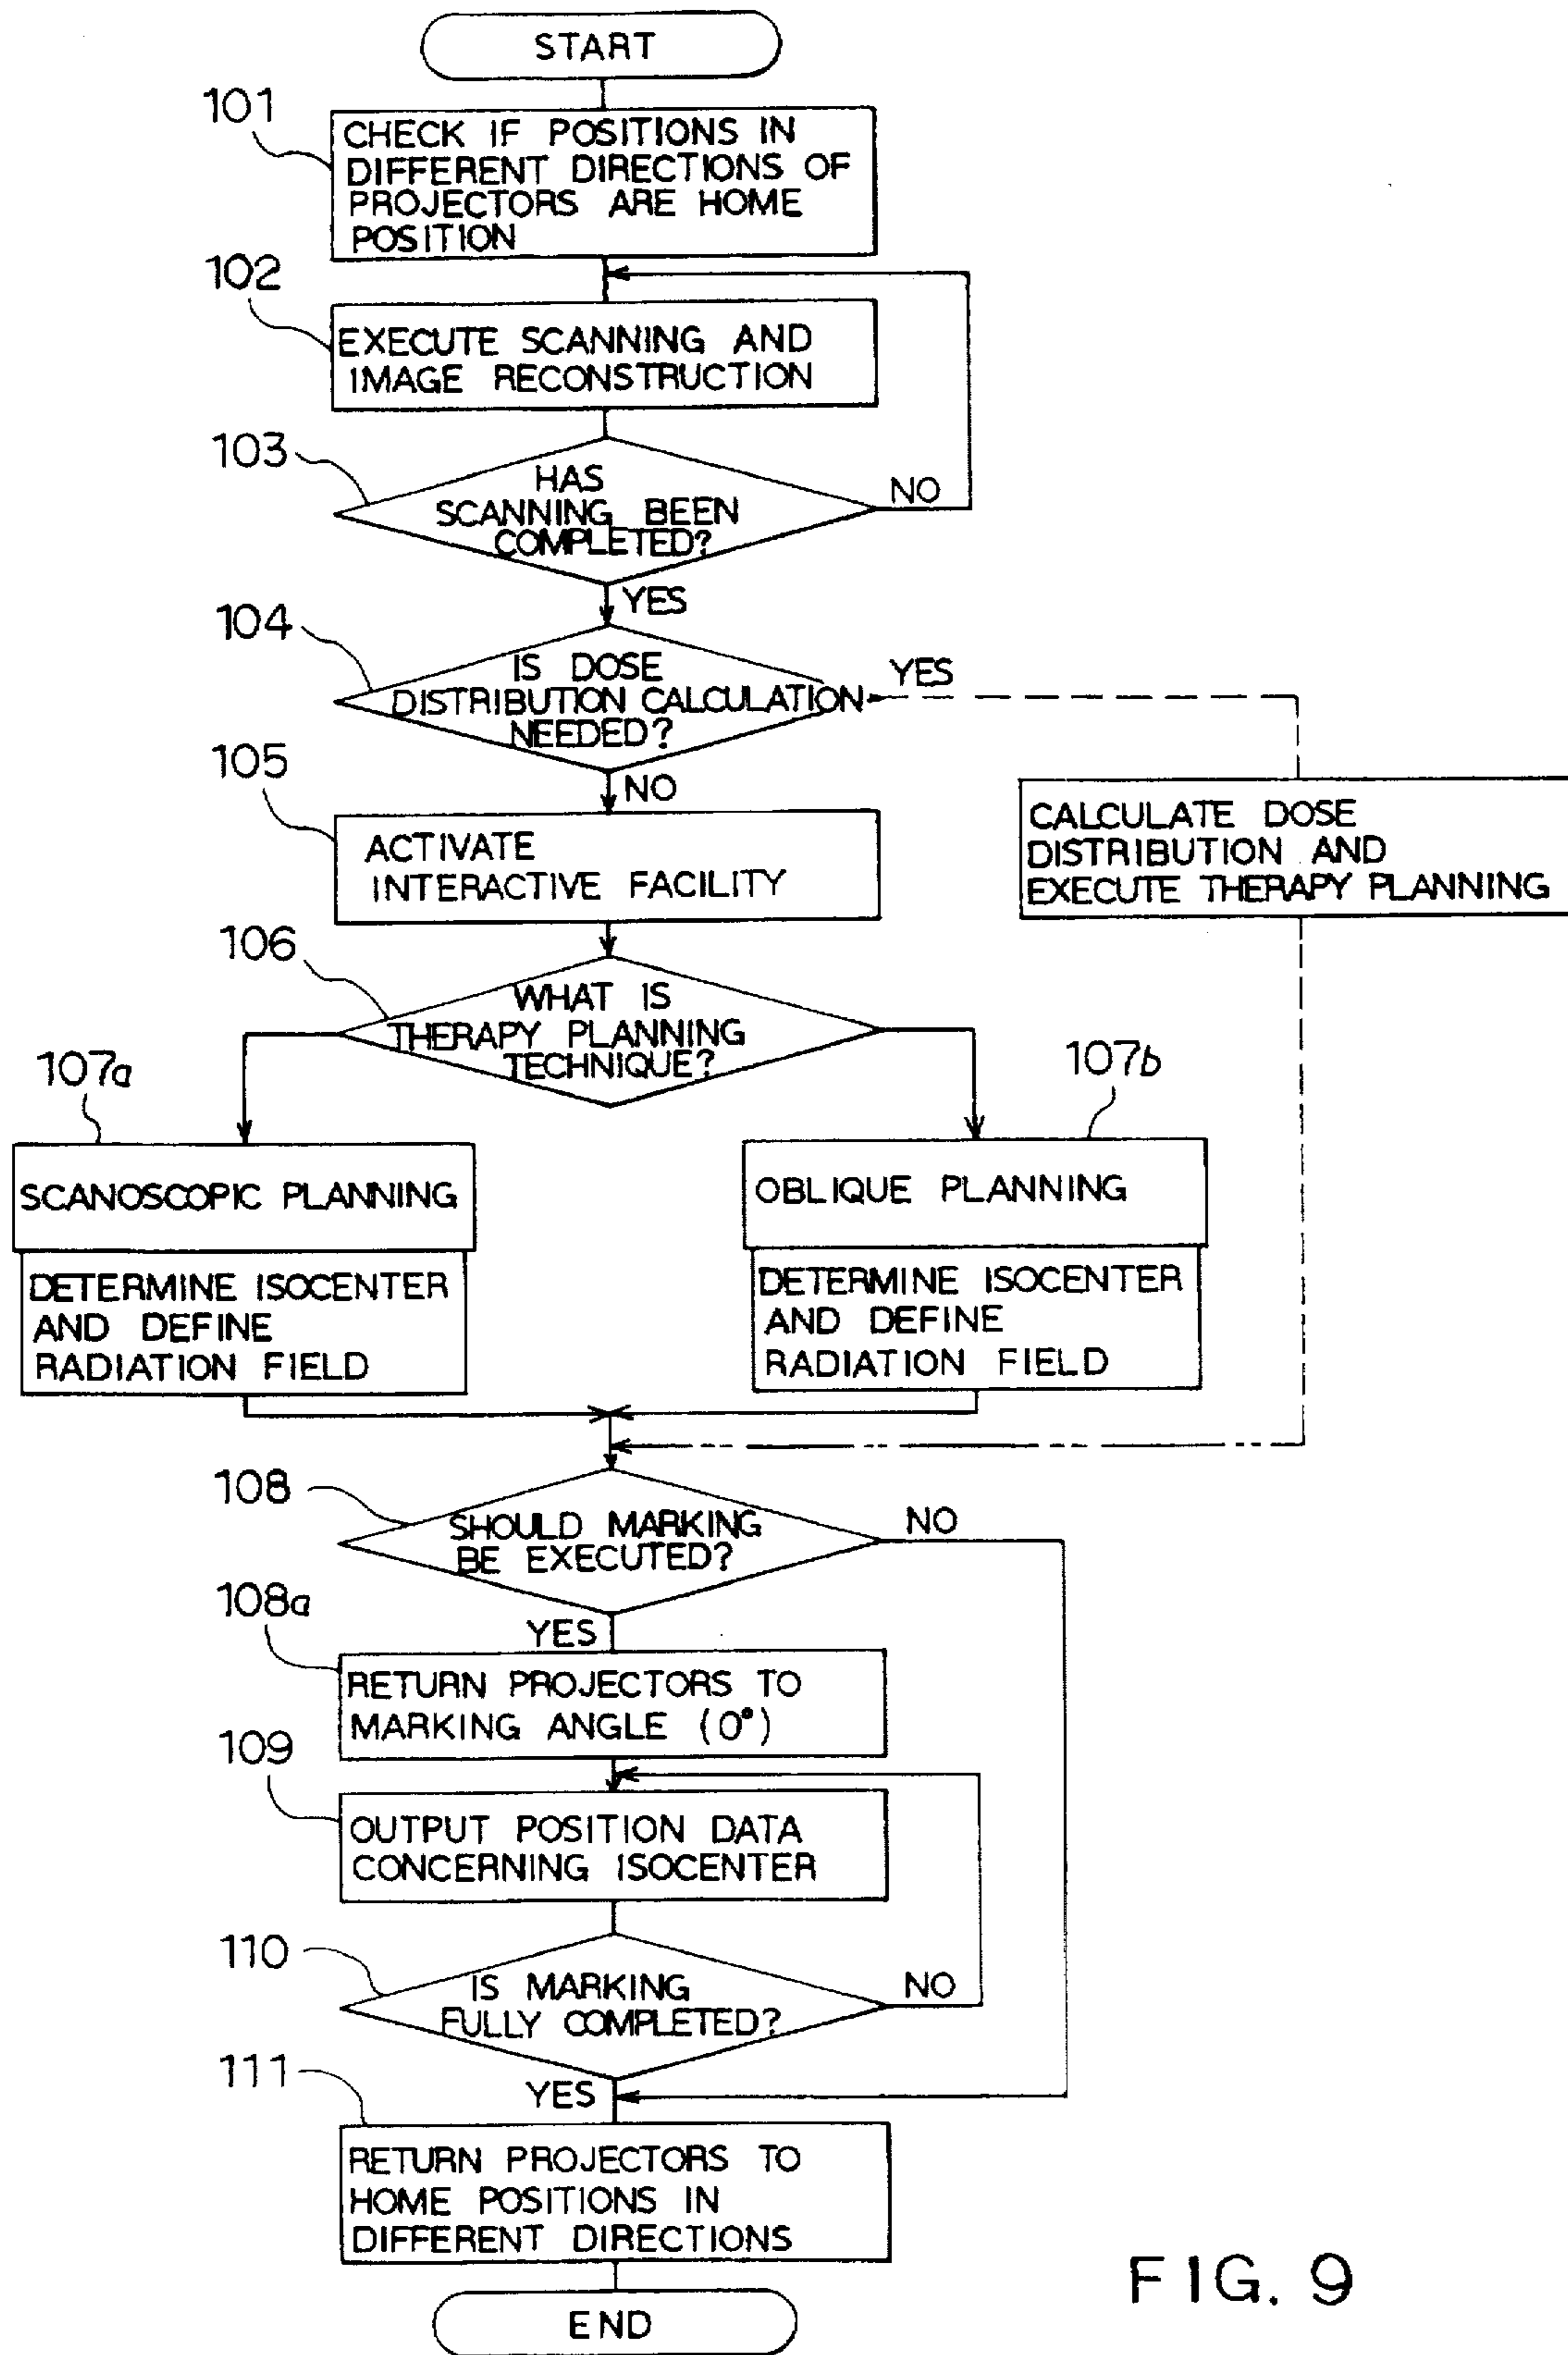 START
101
CHECK IF POSITIONS IN
DIFFERENT DIRECTIONS OF
PROJECTORS ARE HOME
POSITION
102
EXECUTE SCANNING AND
IMAGE RECONSTRUCTION
103
HAS
SCANNING BEEN
COMPLETED?
NO
YES
104
IS DOSE
DISTRIBUTION CALCULATION
NEEDED?
YES
NO
CALCULATE DOSE
DISTRIBUTION AND
EXECUTE THERAPY PLANNING
105
ACTIVATE
INTERACTIVE FACILITY
106
WHAT IS
THERAPY PLANNING
TECHNIQUE?
107a
SCANOSCOPIC PLANNING
DETERMINE ISOCENTER
AND DEFINE
RADIATION FIELD
107b
OBLIQUE PLANNING
DETERMINE ISOCENTER
AND DEFINE
RADIATION FIELD
108
SHOULD MARKING
BE EXECUTED?
NO
YES
108a
RETURN PROJECTORS TO
MARKING ANGLE (0°)
109
OUTPUT POSITION DATA
CONCERNING ISOCENTER
110
IS MARKING
FULLY COMPLETED?
NO
YES
111
RETURN PROJECTORS TO
HOME POSITIONS IN
DIFFERENT DIRECTIONS
END
FIG. 9